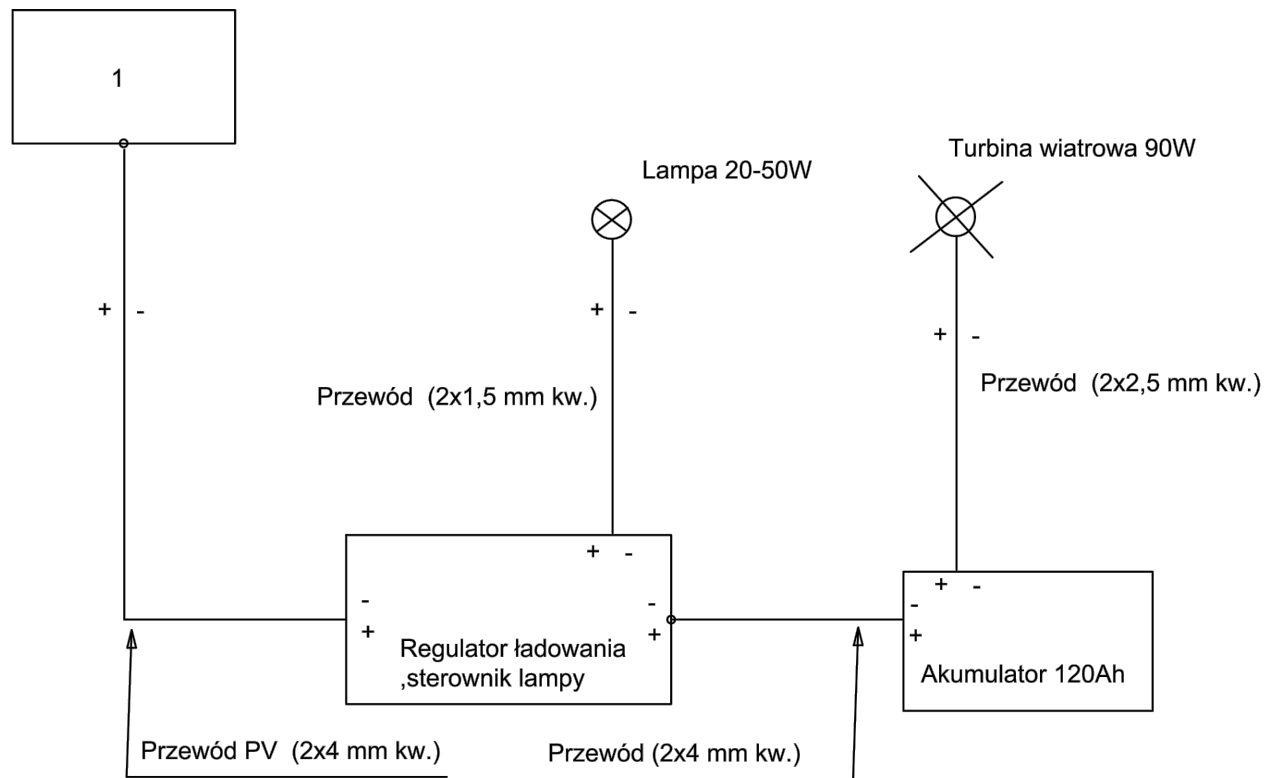 1
Lampa 20-50W
Turbina wiatrowa 90W
+ -
+ -
+ -
Przewód (2x1,5 mm kw.)
Przewód (2x2,5 mm kw.)
+ -
+ -
-
+
-
+
-
+
Regulator ładowania
,sterownik lampy
Akumulator 120Ah
Przewód PV (2x4 mm kw.)
Przewód (2x4 mm kw.)